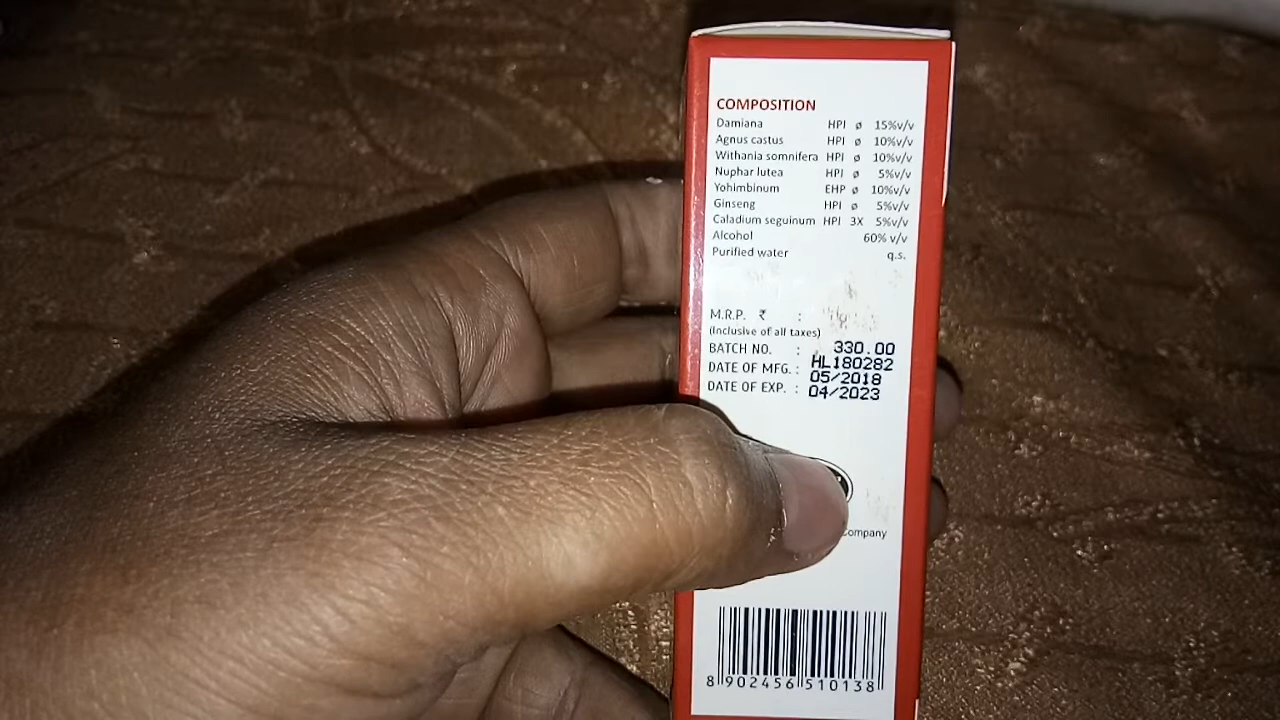 COMPOSITION
Damiana HPI ø 15%v/v
Agnus castus HPI ø 10%v/v
Withania somnifera HPI ø 10%v/v
Nuphar lutea HPI ø 5%v/v
Yohimbinum EHP ø 10%v/v
Ginseng HPI ø 5%v/v
Caladium seguinum HPI 3X 5%v/v
Alcohol 60% v/v
Purified water q.s.
M.R.P. ₹ :
(Inclusive of all taxes)
330.00
BATCH NO. : HL180282
DATE OF MFG. : 05/2018
DATE OF EXP. : 04/2023
Company
8 902456 510138